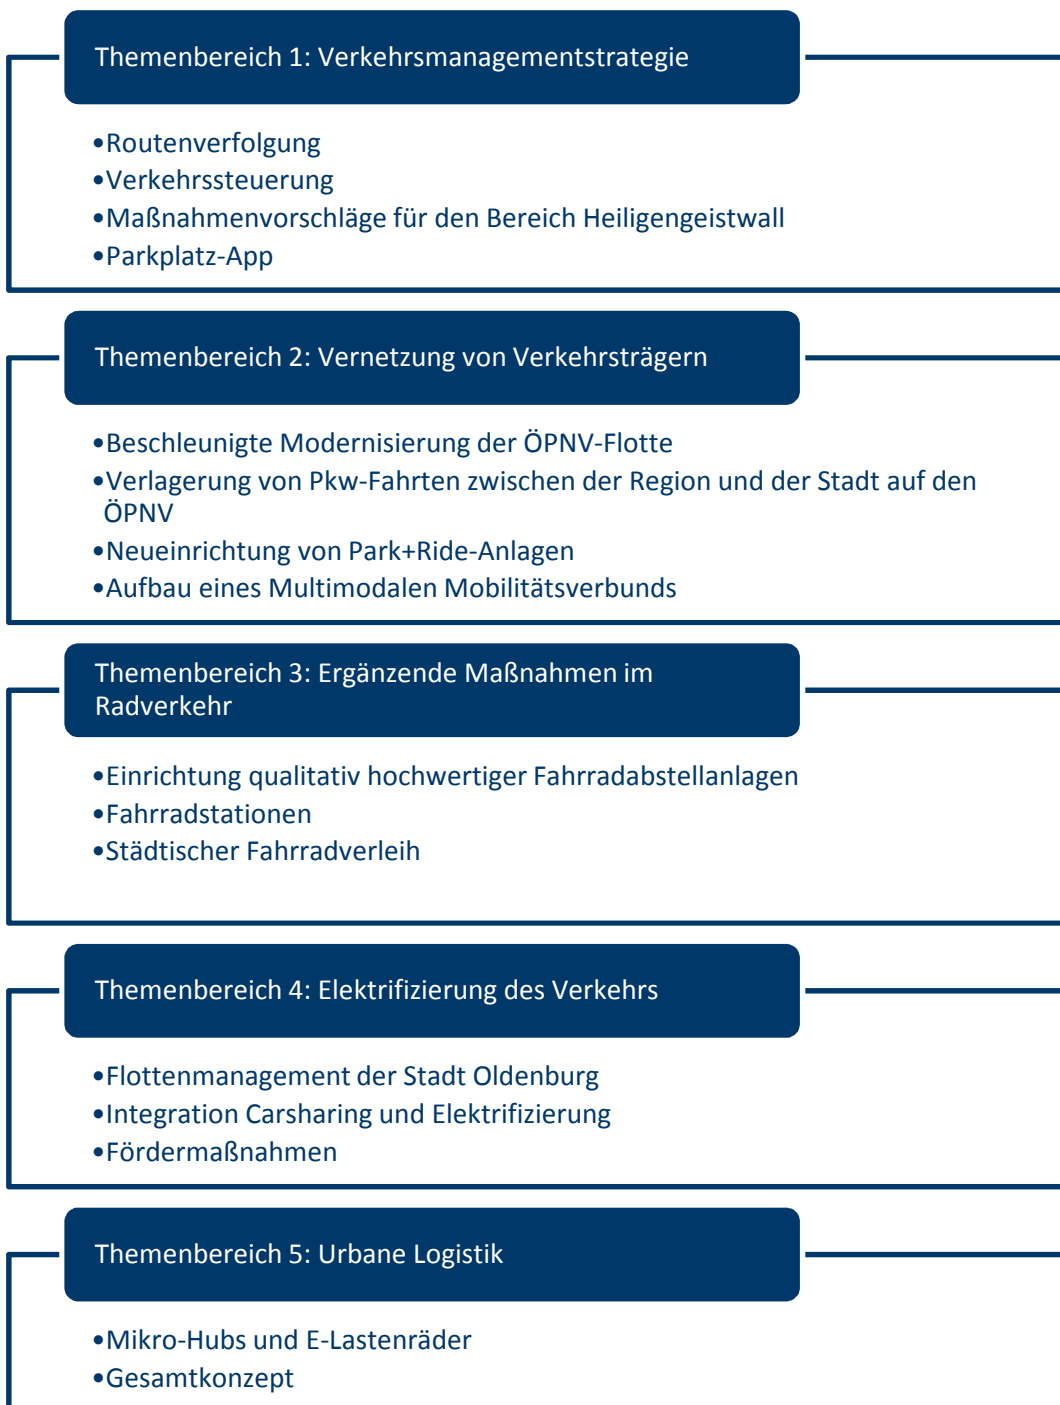 Themenbereich 1: Verkehrsmanagementstrategie
•Routenverfolgung
•Verkehrssteuerung
•Maßnahmenvorschläge für den Bereich Heiligengeistwall
•Parkplatz-App
Themenbereich 2: Vernetzung von Verkehrsträgern
•Beschleunigte Modernisierung der ÖPNV-Flotte
•Verlagerung von Pkw-Fahrten zwischen der Region und der Stadt auf den
ÖPNV
•Neueinrichtung von Park+Ride-Anlagen
•Aufbau eines Multimodalen Mobilitätsverbunds
Themenbereich 3: Ergänzende Maßnahmen im
Radverkehr
•Einrichtung qualitativ hochwertiger Fahrradabstellanlagen
•Fahrradstationen
•Städtischer Fahrradverleih
Themenbereich 4: Elektrifizierung des Verkehrs
•Flottenmanagement der Stadt Oldenburg
•Integration Carsharing und Elektrifizierung
•Fördermaßnahmen
Themenbereich 5: Urbane Logistik
•Mikro-Hubs und E-Lastenräder
•Gesamtkonzept